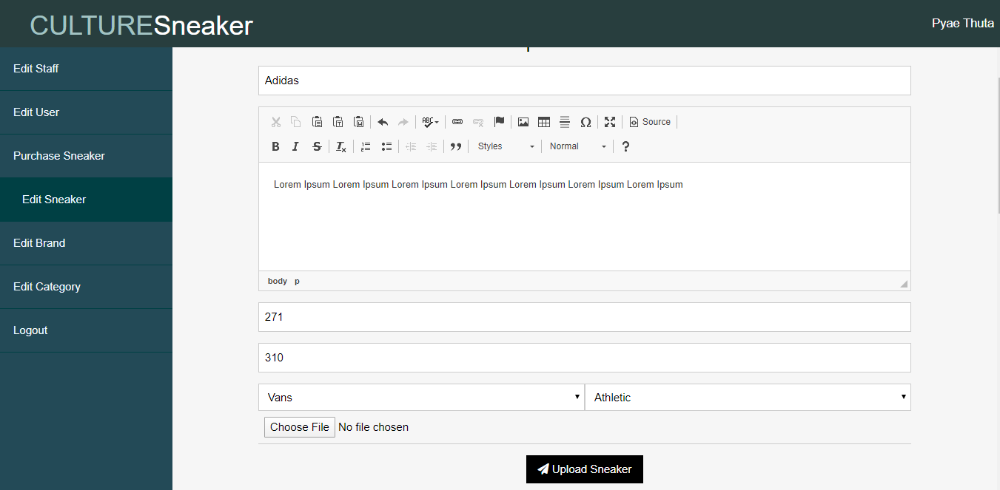 CULTURESneaker
Pyae Thuta
Edit Staff
Edit User
Purchase Sneaker
Edit Sneaker
Edit Brand
Edit Category
Logout
Adidas
ABC
Source
B I S Tx
Styles
Normal
?
Lorem Ipsum Lorem Ipsum Lorem Ipsum Lorem Ipsum Lorem Ipsum Lorem Ipsum Lorem Ipsum
body p
271
310
Vans
Athletic
Choose File No file chosen
Upload Sneaker